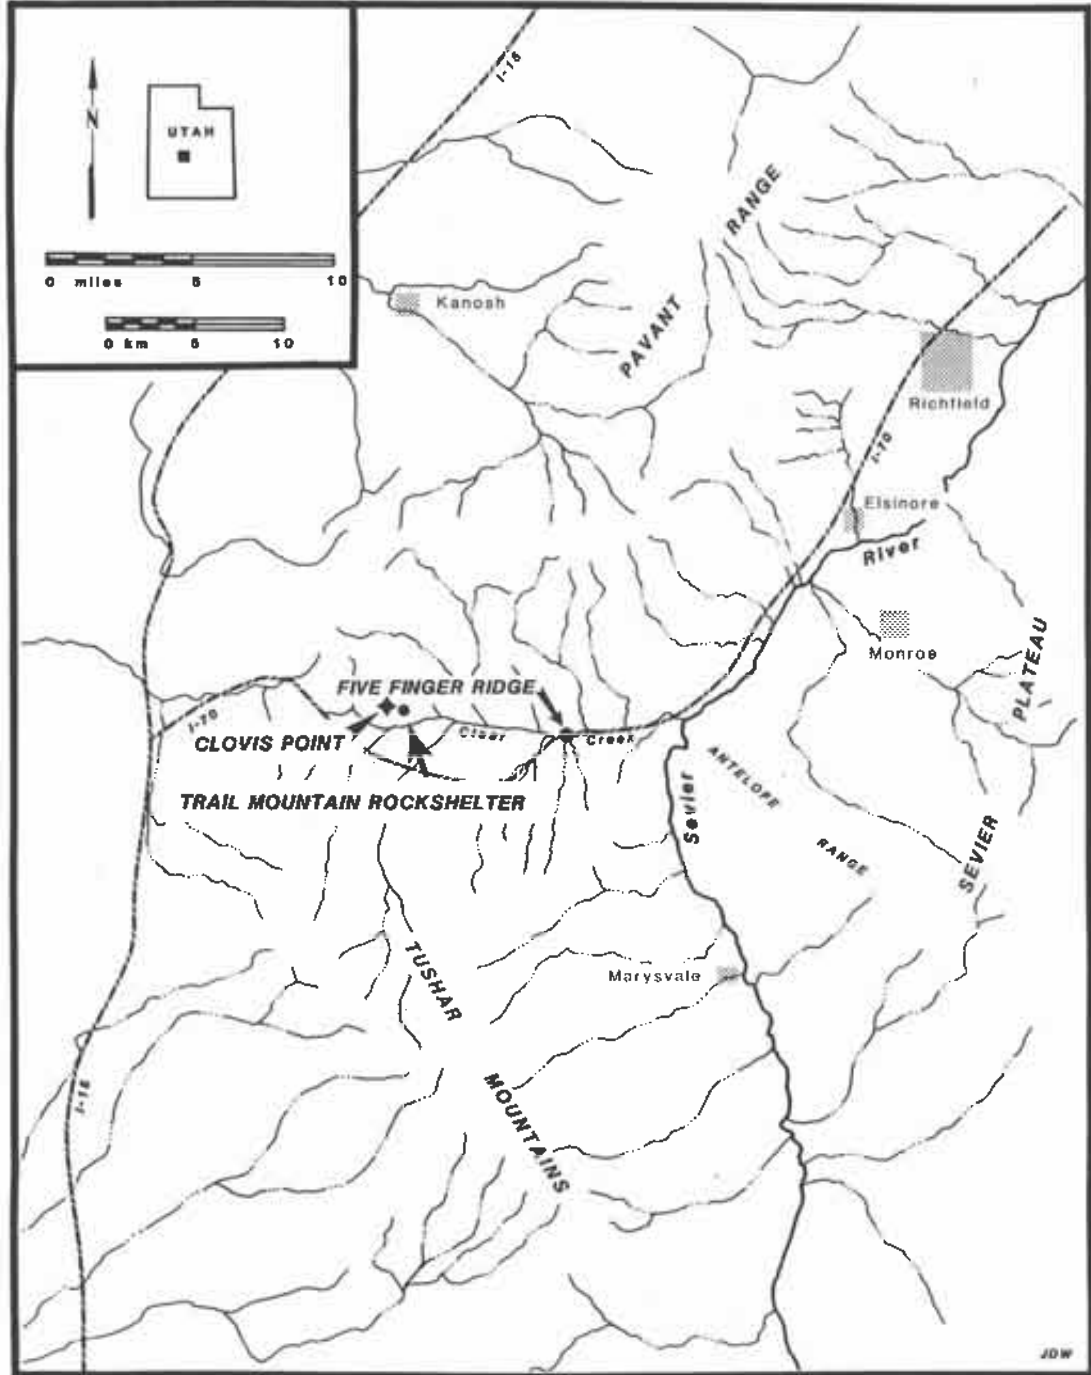 N
UTAH
0 miles 5 10
0 km 5 10
I-15
Kanosh
PAVANT RANGE
Richfield
I-70
Elsinore
River
Monroe
PLATEAU
SEVIER
FIVE FINGER RIDGE
I-70
CLOVIS POINT
Clear Creek
TRAIL MOUNTAIN ROCKSHELTER
Sevier
ANTELOPE RANGE
Marysvale
TUSHAR
MOUNTAINS
I-15
JDW